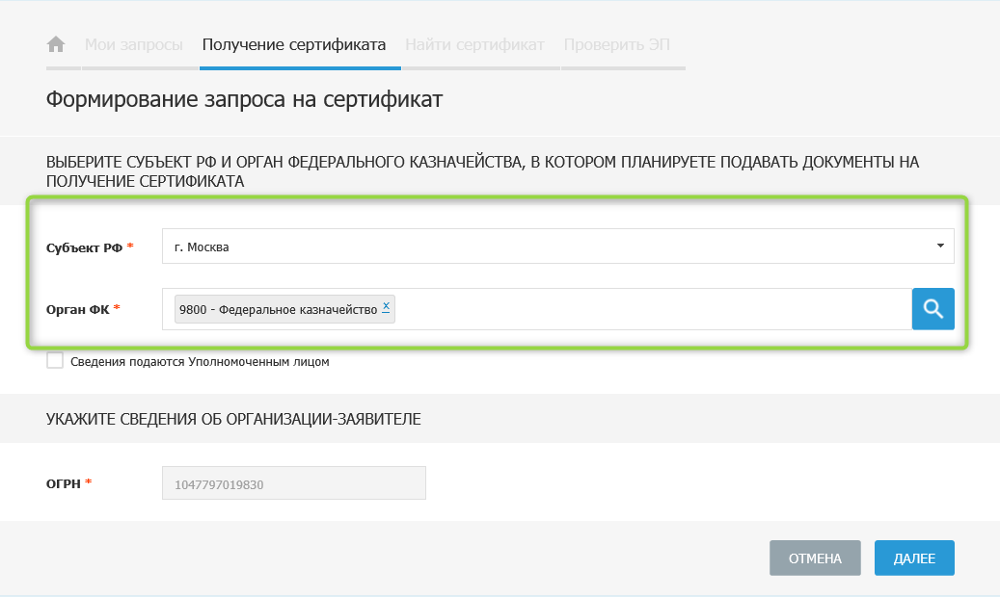 Мои запросы Получение сертификата Найти сертификат Проверить ЭП
Формирование запроса на сертификат
ВЫБЕРИТЕ СУБЪЕКТ РФ И ОРГАН ФЕДЕРАЛЬНОГО КАЗНАЧЕЙСТВА, В КОТОРОМ ПЛАНИРУЕТЕ ПОДАВАТЬ ДОКУМЕНТЫ НА
ПОЛУЧЕНИЕ СЕРТИФИКАТА
Субъект РФ * г. Москва
Орган ФК * 9800 - Федеральное казначейство x
Сведения подаются Уполномоченным лицом
УКАЖИТЕ СВЕДЕНИЯ ОБ ОРГАНИЗАЦИИ-ЗАЯВИТЕЛЕ
ОГРН * 1047797019830
ОТМЕНА ДАЛЕЕ